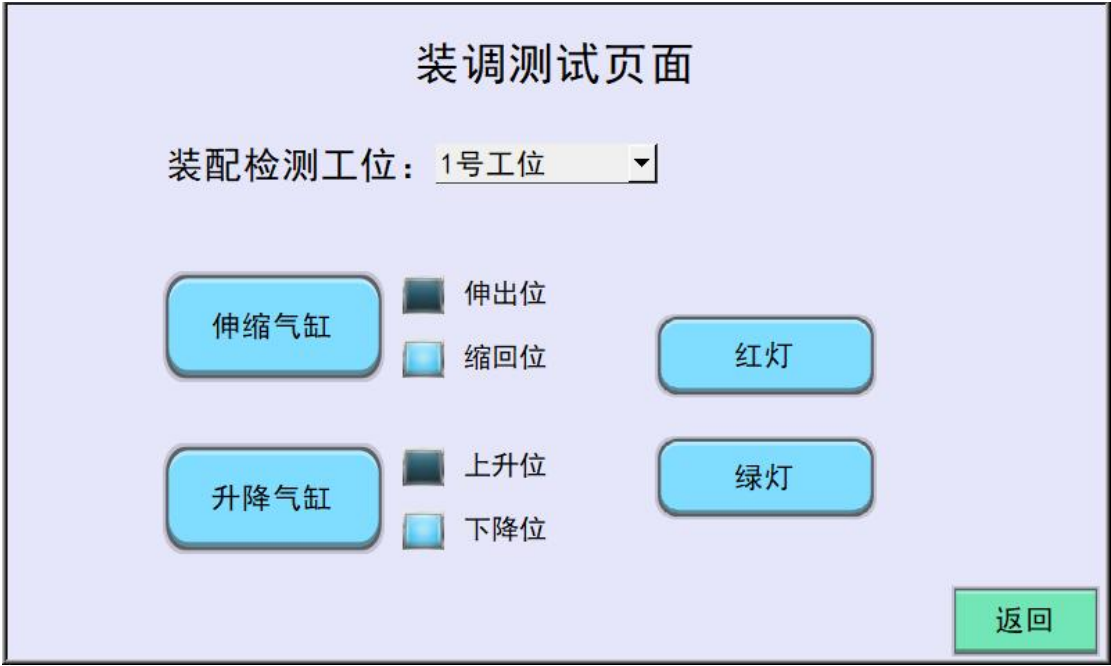 装调测试页面
装配检测工位：1号工位
伸缩气缸
伸出位
缩回位
红灯
升降气缸
上升位
下降位
绿灯
返回